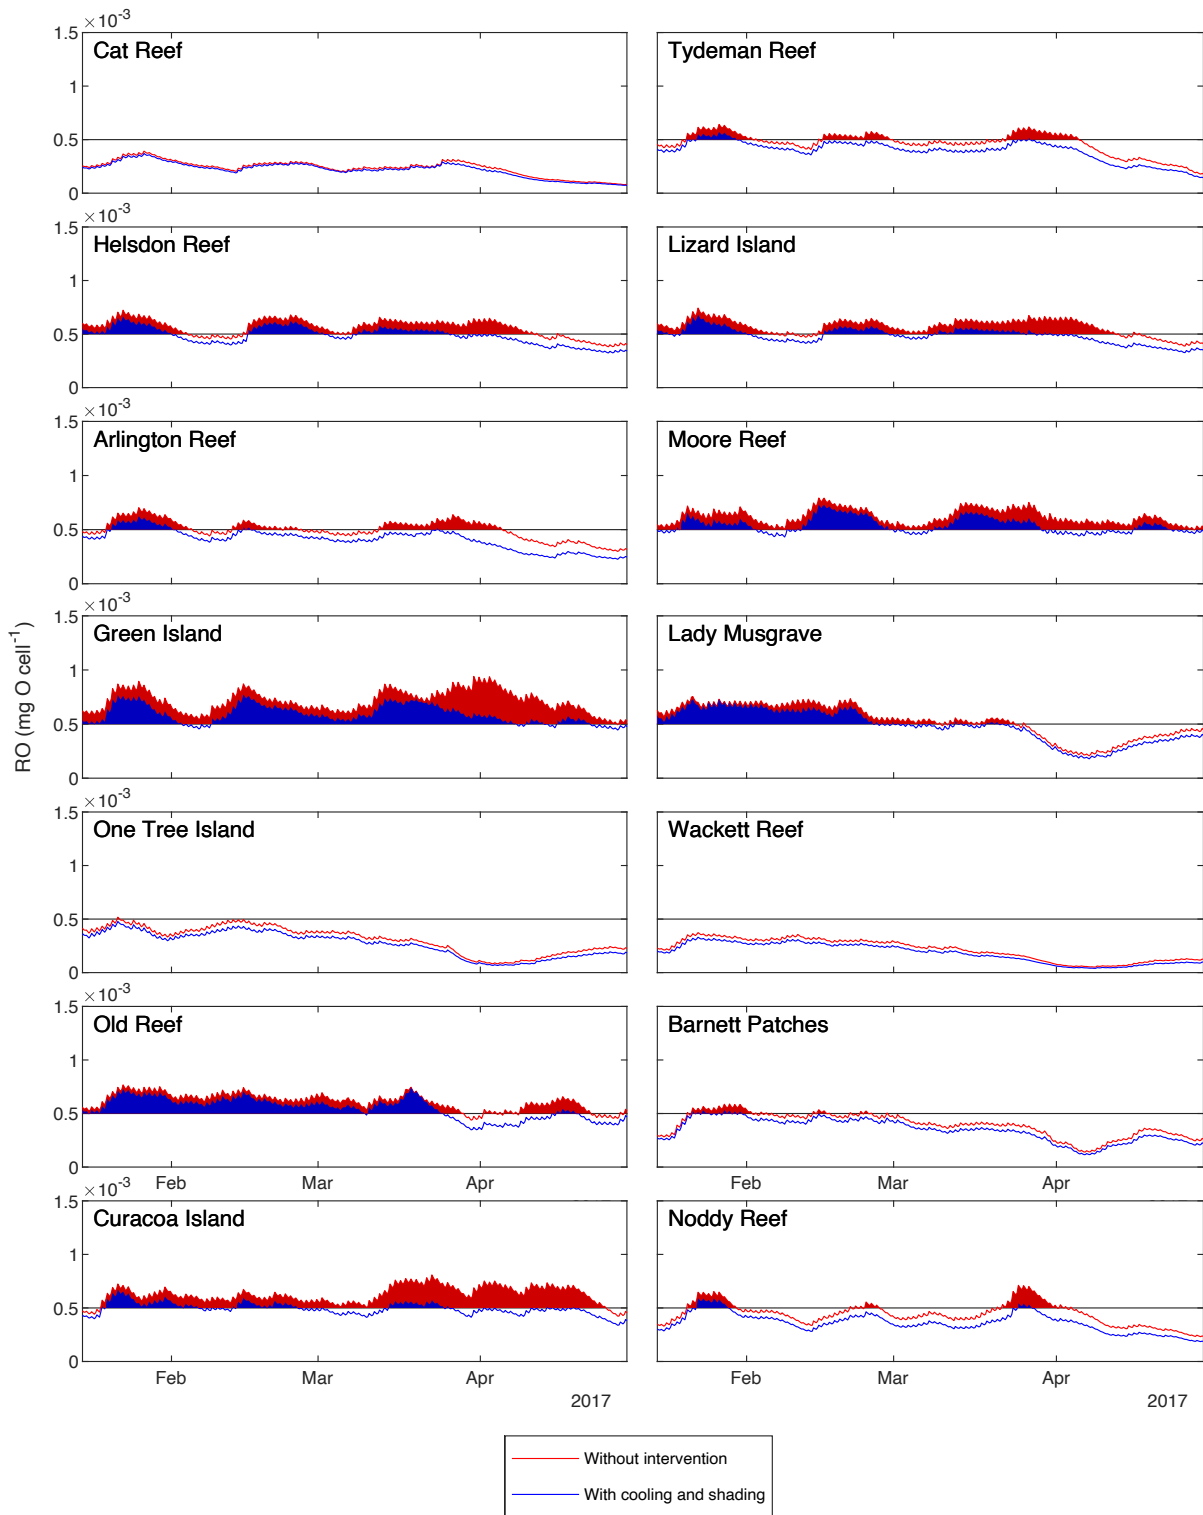 ×10-3
1.5
Cat Reef
Tydeman Reef
1
0.5
0
×10-3
1.5
Helsdon Reef
Lizard Island
1
0.5
0
×10-3
1.5
Arlington Reef
Moore Reef
1
0.5
0
×10-3
1.5
Green Island
Lady Musgrave
1
0.5
0
RO (mg O cell-1)
×10-3
1.5
One Tree Island
Wackett Reef
1
0.5
0
×10-3
1.5
Old Reef
Barnett Patches
1
0.5
0
Feb Mar Apr
Feb Mar Apr
×10-3
1.5
Curacoa Island
Noddy Reef
1
0.5
0
Feb Mar Apr
Feb Mar Apr
2017
2017
Without intervention
With cooling and shading